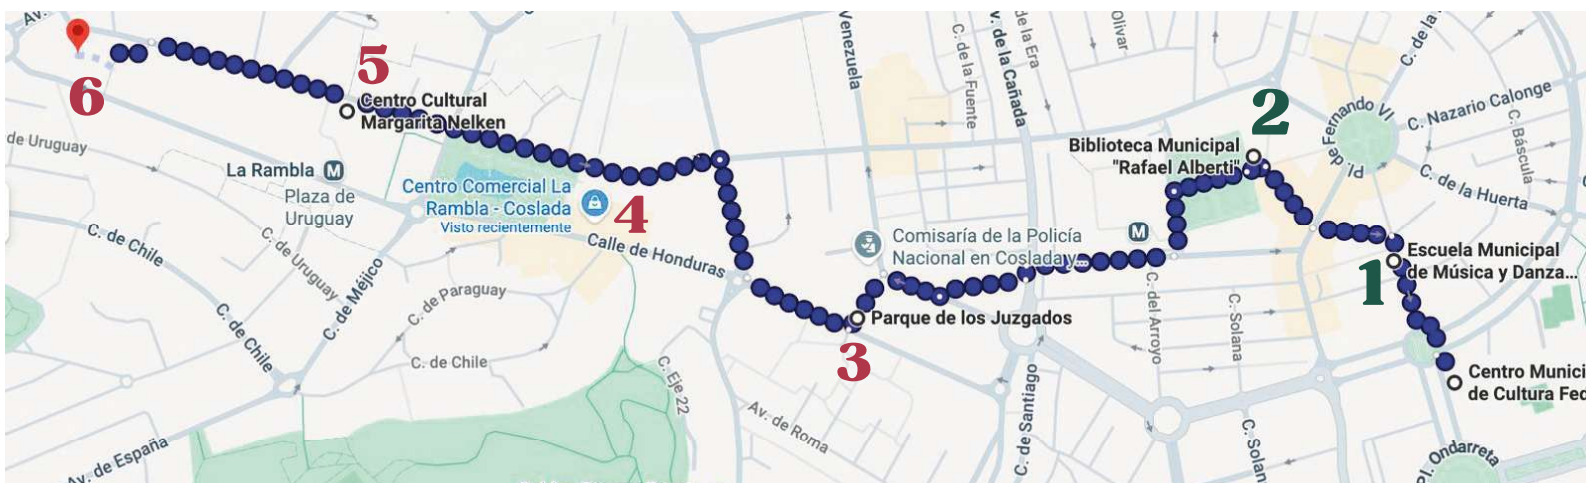 Av.
6
5
Centro Cultural
Margarita Nelken
de Uruguay
La Rambla M
Plaza de
Uruguay
Centro Comercial La
Rambla - Coslada
Visto recientemente
4
C. de Chile
C. de Uruguay
C. de Méjico
C. de Paraguay
C. de Chile
C. de Chile
Av. de España
Calle de Honduras
C. Eje 22
Av. de Roma
3
Parque de los Juzgados
Comisaría de la Policía
Nacional en Coslada y...
Venezuela
C. de la Fuente
v. de la Cañada
de la Era
Olivar
C. de Santiago
M
C. del Arroyo
C. Solana
C. Solan
2
Biblioteca Municipal
"Rafael Alberti"
Pl. de Fernando VI
C. de la
C. Nazario Calonge
C. Báscula
C. de la Huerta
1
Escuela Municipal
de Música y Danza...
Centro Munici
de Cultura Fed
Pl. Ondarreta